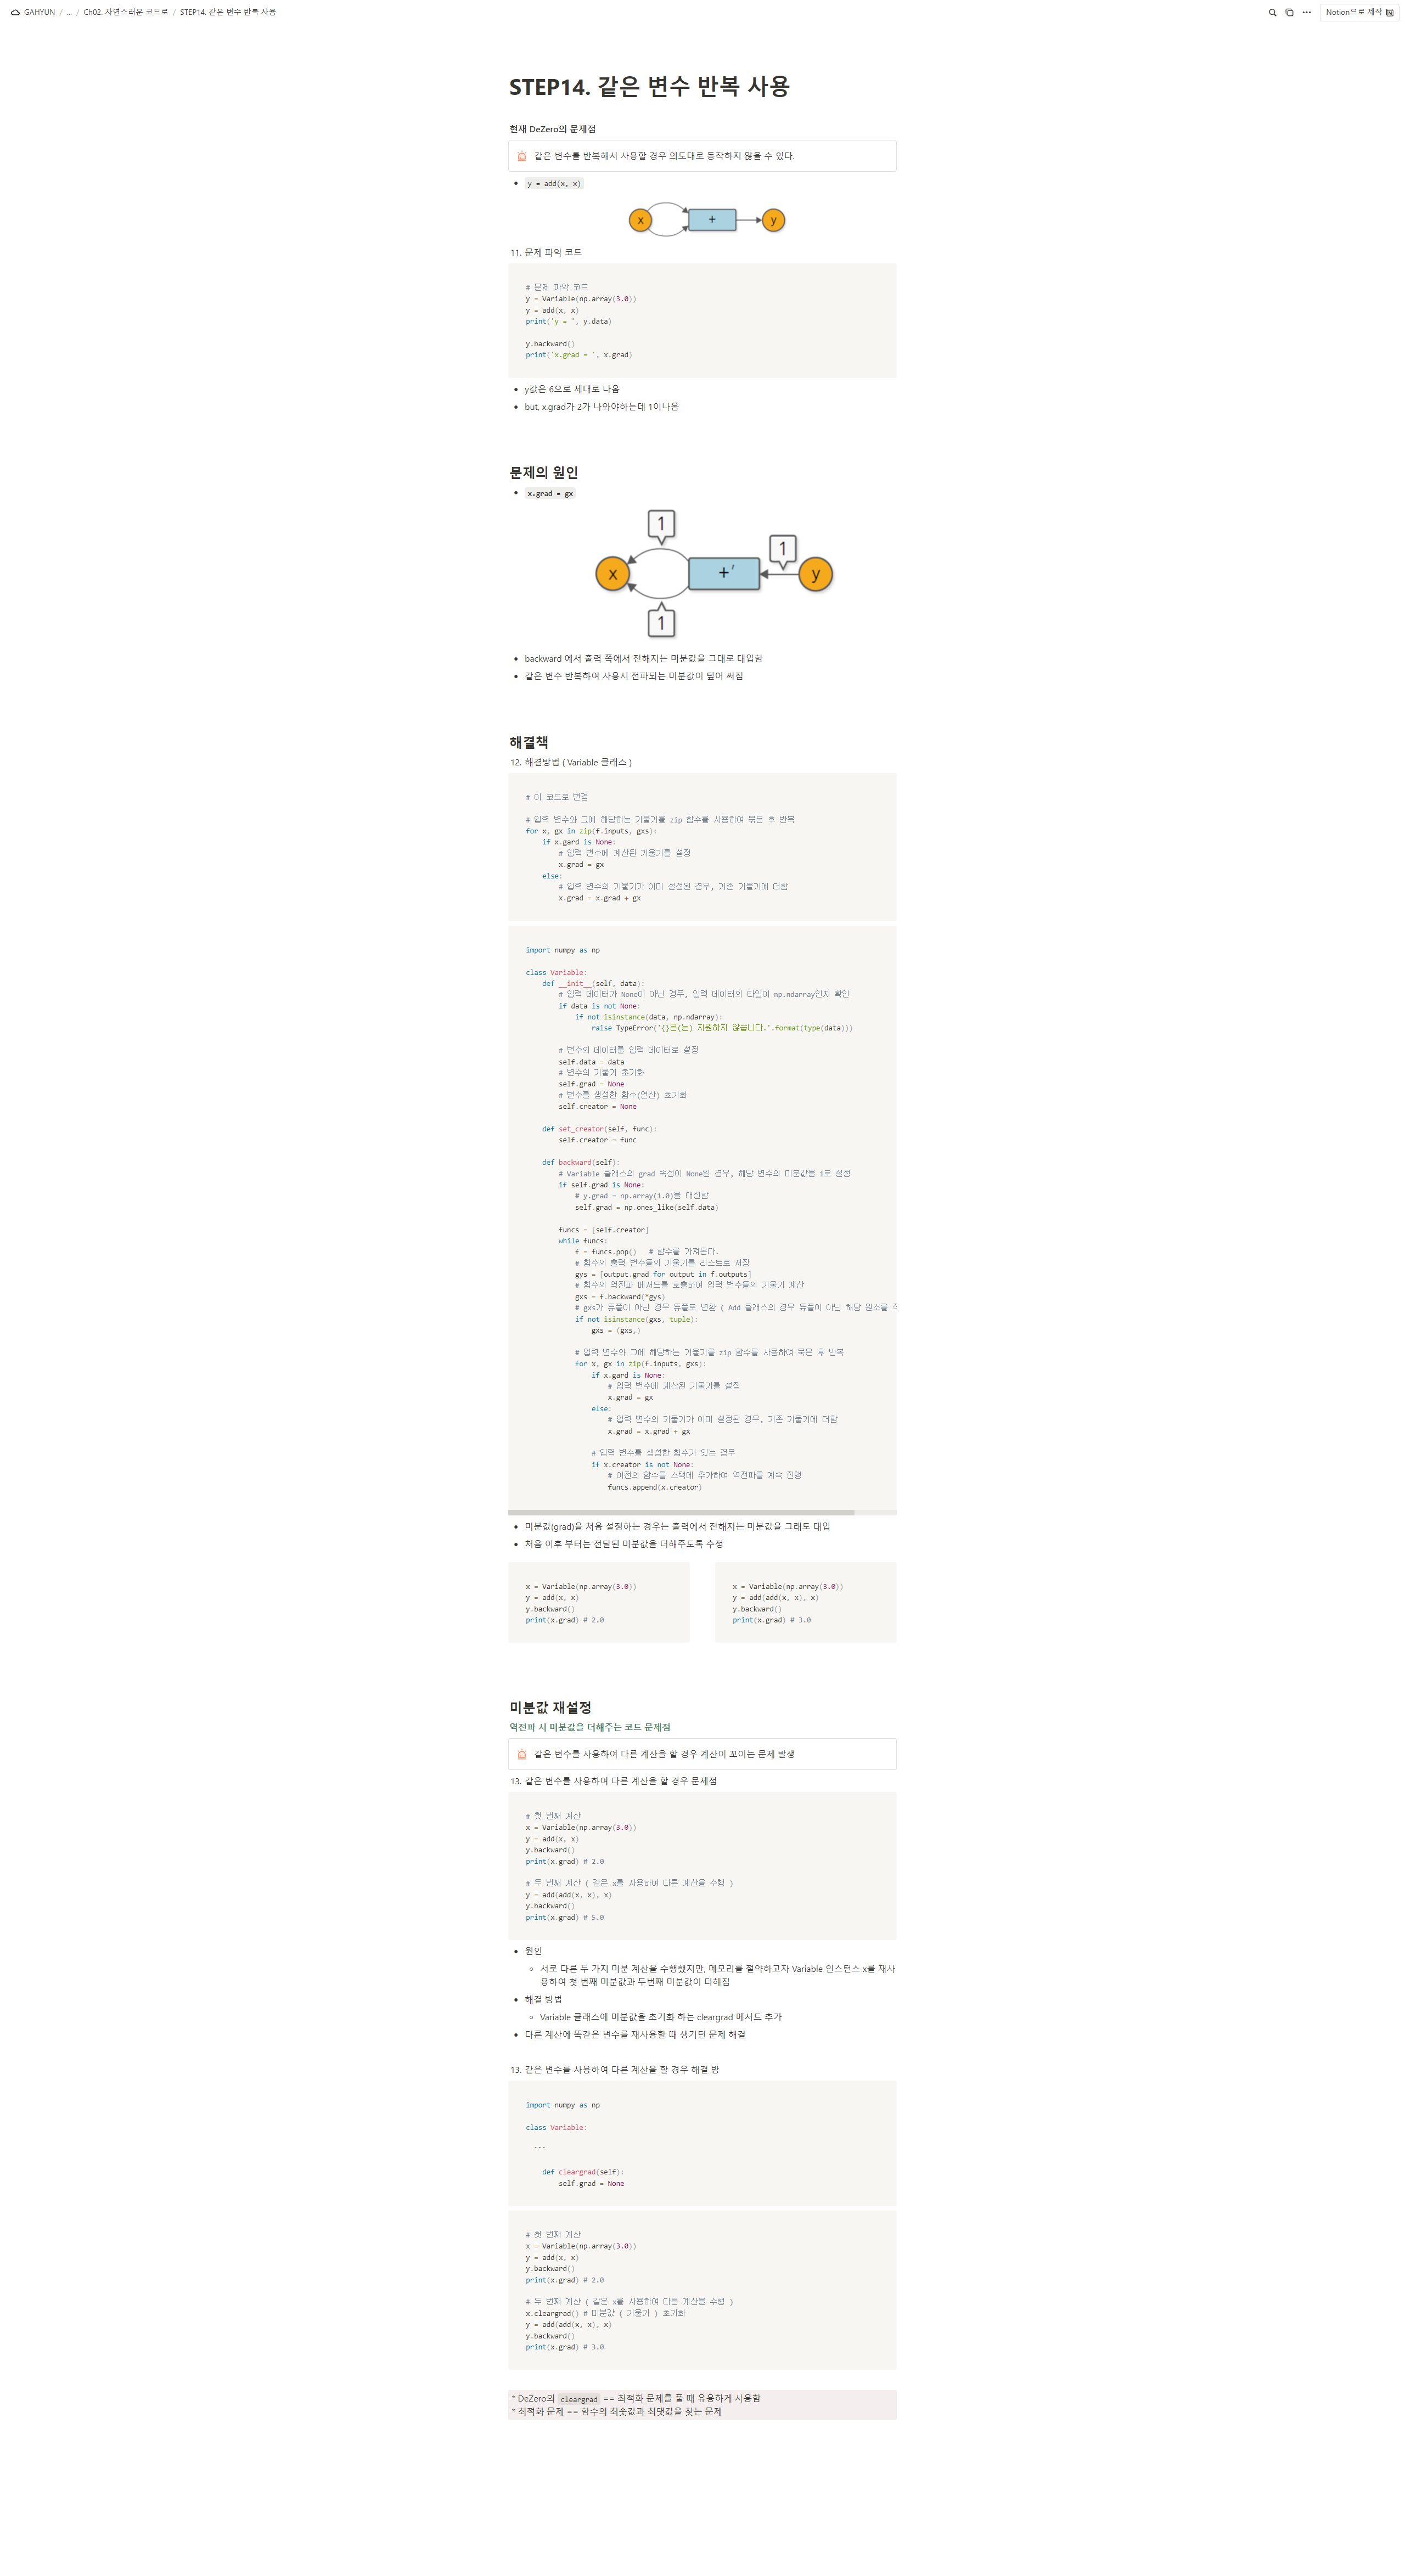 GAHYUN / ... / Ch02. 자연스러운 코드로 / STEP14. 같은 변수 반복 사용
Notion으로 제작
STEP14. 같은 변수 반복 사용
현재 DeZero의 문제점
같은 변수를 반복해서 사용할 경우 의도대로 동작하지 않을 수 있다.
• y = add(x, x)
x + y
11. 문제 파악 코드
# 문제 파악 코드
y = Variable(np.array(3.0))
y = add(x, x)
print('y = ', y.data)
y.backward()
print('x.grad = ', x.grad)
• y값은 6으로 제대로 나옴
• but, x.grad가 2가 나와야하는데 1이나옴
문제의 원인
• x.grad = gx
1
1
x +′ y
1
• backward 에서 출력 쪽에서 전해지는 미분값을 그대로 대입함
• 같은 변수 반복하여 사용시 전파되는 미분값이 덮어 써짐
해결책
12. 해결방법 ( Variable 클래스 )
# 이 코드로 변경
# 입력 변수와 그에 해당하는 기울기를 zip 함수를 사용하여 묶은 후 반복
for x, gx in zip(f.inputs, gxs):
    if x.gard is None:
        # 입력 변수에 계산된 기울기를 설정
        x.grad = gx
    else:
        # 입력 변수의 기울기가 이미 설정된 경우, 기존 기울기에 더함
        x.grad = x.grad + gx
import numpy as np
class Variable:
    def __init__(self, data):
        # 입력 데이터가 None이 아닌 경우, 입력 데이터의 타입이 np.ndarray인지 확인
        if data is not None:
            if not isinstance(data, np.ndarray):
                raise TypeError('{}은(는) 지원하지 않습니다.'.format(type(data)))
        # 변수의 데이터를 입력 데이터로 설정
        self.data = data
        # 변수의 기울기 초기화
        self.grad = None
        # 변수를 생성한 함수(연산) 초기화
        self.creator = None
    def set_creator(self, func):
        self.creator = func
    def backward(self):
        # Variable 클래스의 grad 속성이 None일 경우, 해당 변수의 미분값을 1로 설정
        if self.grad is None:
            # y.grad = np.array(1.0)을 대신함
            self.grad = np.ones_like(self.data)
        funcs = [self.creator]
        while funcs:
            f = funcs.pop()   # 함수를 가져온다.
            # 함수의 출력 변수들의 기울기를 리스트로 저장
            gys = [output.grad for output in f.outputs]
            # 함수의 역전파 메서드를 호출하여 입력 변수들의 기울기 계산
            gxs = f.backward(*gys)
            # gxs가 튜플이 아닌 경우 튜플로 변환 ( Add 클래스의 경우 튜플이 아닌 해당 원소를
            if not isinstance(gxs, tuple):
                gxs = (gxs,)
            # 입력 변수와 그에 해당하는 기울기를 zip 함수를 사용하여 묶은 후 반복
            for x, gx in zip(f.inputs, gxs):
                if x.gard is None:
                    # 입력 변수에 계산된 기울기를 설정
                    x.grad = gx
                else:
                    # 입력 변수의 기울기가 이미 설정된 경우, 기존 기울기에 더함
                    x.grad = x.grad + gx
                # 입력 변수를 생성한 함수가 있는 경우
                if x.creator is not None:
                    # 이전의 함수를 스택에 추가하여 역전파를 계속 진행
                    funcs.append(x.creator)
• 미분값(grad)을 처음 설정하는 경우는 출력에서 전해지는 미분값을 그래도 대입
• 처음 이후 부터는 전달된 미분값을 더해주도록 수정
x = Variable(np.array(3.0))
y = add(x, x)
y.backward()
print(x.grad) # 2.0
x = Variable(np.array(3.0))
y = add(add(x, x), x)
y.backward()
print(x.grad) # 3.0
미분값 재설정
역전파 시 미분값을 더해주는 코드 문제점
같은 변수를 사용하여 다른 계산을 할 경우 계산이 꼬이는 문제 발생
13. 같은 변수를 사용하여 다른 계산을 할 경우 문제점
# 첫 번째 계산
x = Variable(np.array(3.0))
y = add(x, x)
y.backward()
print(x.grad) # 2.0
# 두 번째 계산 ( 같은 x를 사용하여 다른 계산을 수행 )
y = add(add(x, x), x)
y.backward()
print(x.grad) # 5.0
• 원인
◦ 서로 다른 두 가지 미분 계산을 수행했지만, 메모리를 절약하고자 Variable 인스턴스 x를 재사
용하여 첫 번째 미분값과 두번째 미분값이 더해짐
• 해결 방법
◦ Variable 클래스에 미분값을 초기화 하는 cleargrad 메서드 추가
• 다른 계산에 똑같은 변수를 재사용할 때 생기던 문제 해결
13. 같은 변수를 사용하여 다른 계산을 할 경우 해결 방
import numpy as np
class Variable:
  ...
    def cleargrad(self):
        self.grad = None
# 첫 번째 계산
x = Variable(np.array(3.0))
y = add(x, x)
y.backward()
print(x.grad) # 2.0
# 두 번째 계산 ( 같은 x를 사용하여 다른 계산을 수행 )
x.cleargrad() # 미분값 ( 기울기 ) 초기화
y = add(add(x, x), x)
y.backward()
print(x.grad) # 3.0
* DeZero의 cleargrad == 최적화 문제를 풀 때 유용하게 사용함
* 최적화 문제 == 함수의 최솟값과 최댓값을 찾는 문제